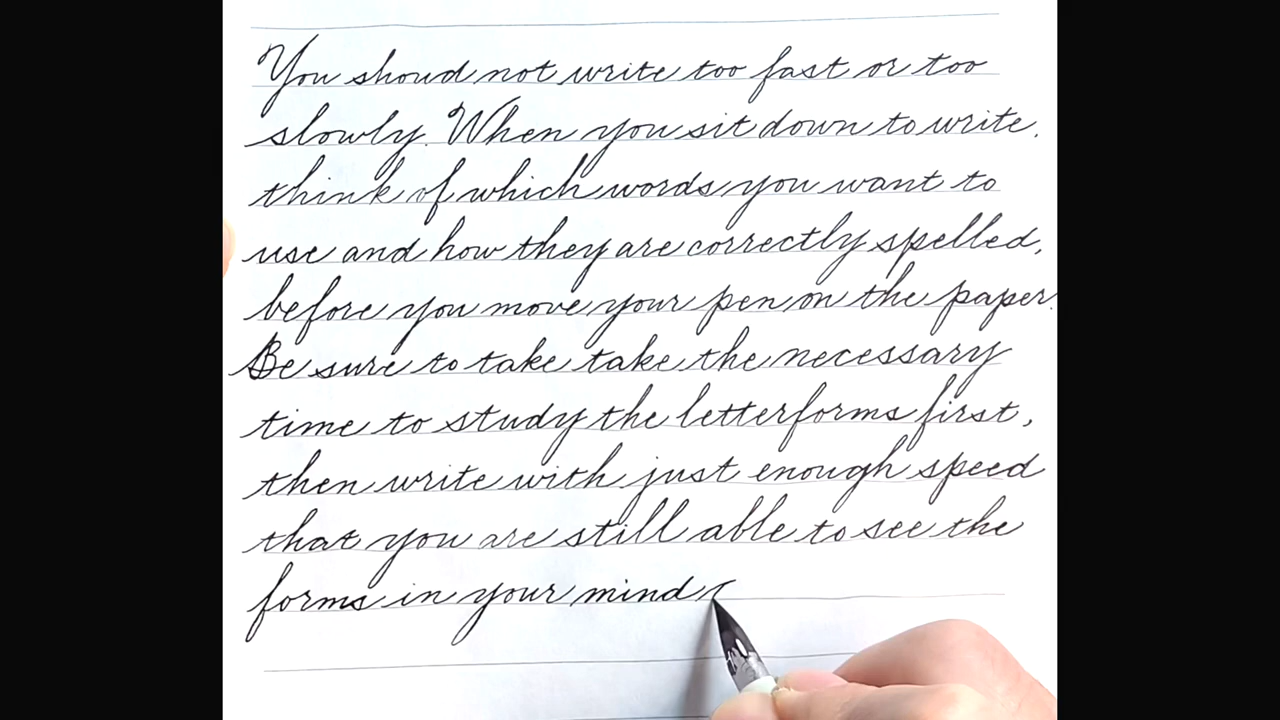 You shoud not write too fast or too
slowly. When you sit down to write,
think of which words you want to
use and how they are correctly spelled,
before you move your pen on the paper.
Be sure to take take the necessary
time to study the letterforms first,
then write with just enough speed
that you are still able to see the
forms in your mind